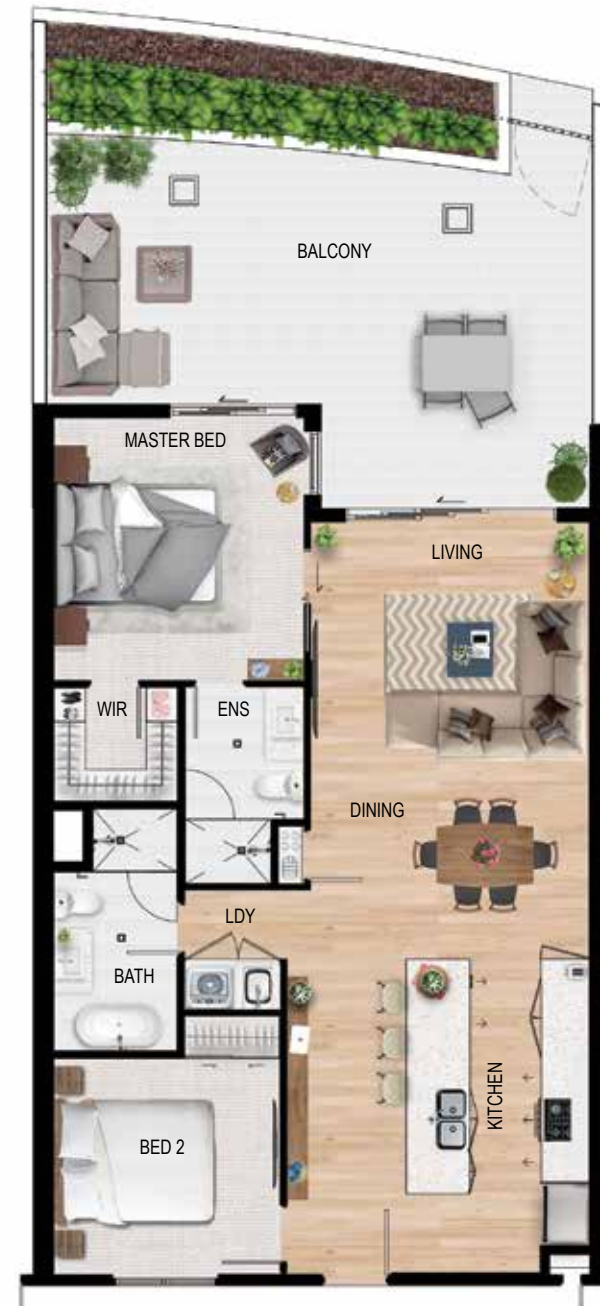 BALCONY
MASTER BED
LIVING
WIR
ENS
DINING
LDY
BATH
KITCHEN
BED 2